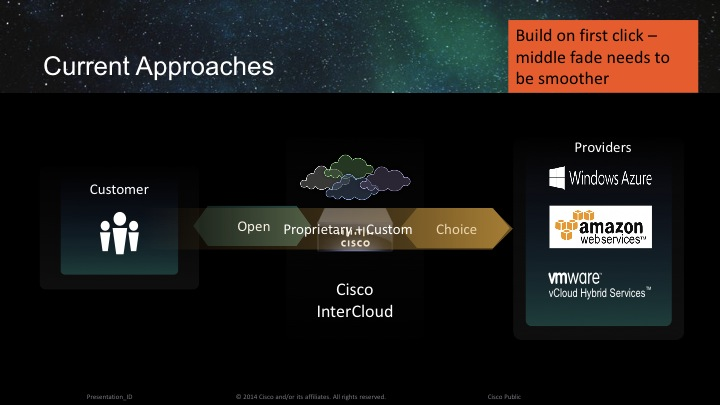 Build on first click –
middle fade needs to
be smoother
Current Approaches
Providers
Windows Azure
Customer
amazon
webservices™
Open
Proprietary + Custom
Choice
CISCO
vmware®
vCloud Hybrid Services™
Cisco
InterCloud
Presentation_ID
© 2014 Cisco and/or its affiliates. All rights reserved.
Cisco Public